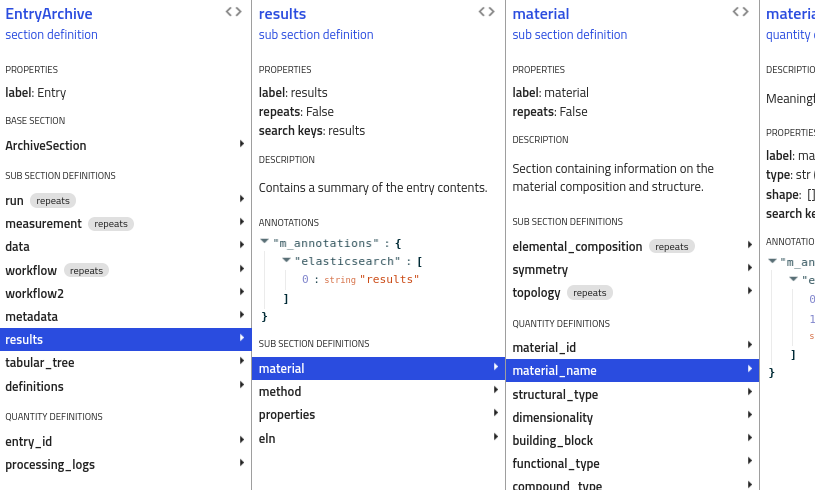 EntryArchive
section definition
PROPERTIES
label: Entry
BASE SECTION
ArchiveSection
SUB SECTION DEFINITIONS
run repeats
measurement repeats
data
workflow repeats
workflow2
metadata
results
tabular_tree
definitions
QUANTITY DEFINITIONS
entry_id
processing_logs
results
sub section definition
PROPERTIES
label: results
repeats: False
search keys: results
DESCRIPTION
Contains a summary of the entry contents.
ANNOTATIONS
"m_annotations" : {
"elasticsearch" : [
0 : string "results"
]
}
SUB SECTION DEFINITIONS
material
method
properties
eln
material
sub section definition
PROPERTIES
label: material
repeats: False
DESCRIPTION
Section containing information on the
material composition and structure.
SUB SECTION DEFINITIONS
elemental_composition repeats
symmetry
topology repeats
QUANTITY DEFINITIONS
material_id
material_name
structural_type
dimensionality
building_block
functional_type
compound_type
materia
quantity
DESCRIPTIO
Meaningf
PROPERTIES
label: ma
type: str (
shape: []
search ke
ANNOTATIO
"m_an
"e
0
1
s
]
}